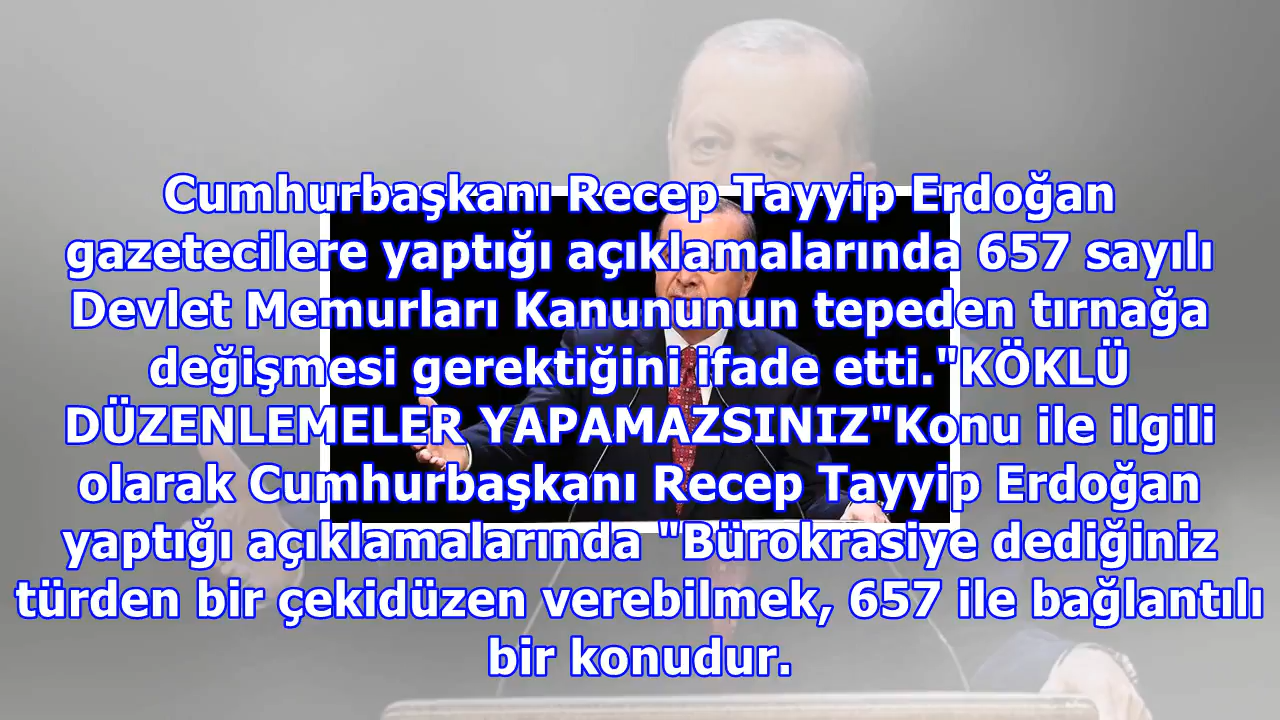 Cumhurbaşkanı Recep Tayyip Erdoğan
gazetecilere yaptığı açıklamalarında 657 sayılı
Devlet Memurları Kanununun tepeden tırnağa
değişmesi gerektiğini ifade etti."KÖKLÜ
DÜZENLEMELER YAPAMAZSINIZ"Konu ile ilgili
olarak Cumhurbaşkanı Recep Tayyip Erdoğan
yaptığı açıklamalarında "Bürokrasiye dediğiniz
türden bir çekidüzen verebilmek, 657 ile bağlantılı
bir konudur.